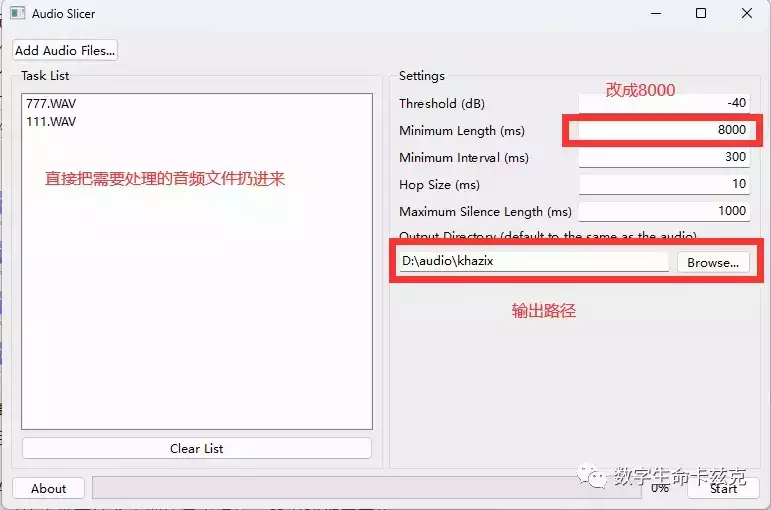 Audio Slicer
Add Audio Files...
Task List
777.WAV
111.WAV
直接把需要处理的音频文件扔进来
Clear List
Settings
改成8000
Threshold (dB) -40
Minimum Length (ms) 8000
Minimum Interval (ms) 300
Hop Size (ms) 10
Maximum Silence Length (ms) 1000
Output Directory (default to the same as the audio)
D:\audio\khazix Browse...
输出路径
数字生命卡兹克
About 0% Start